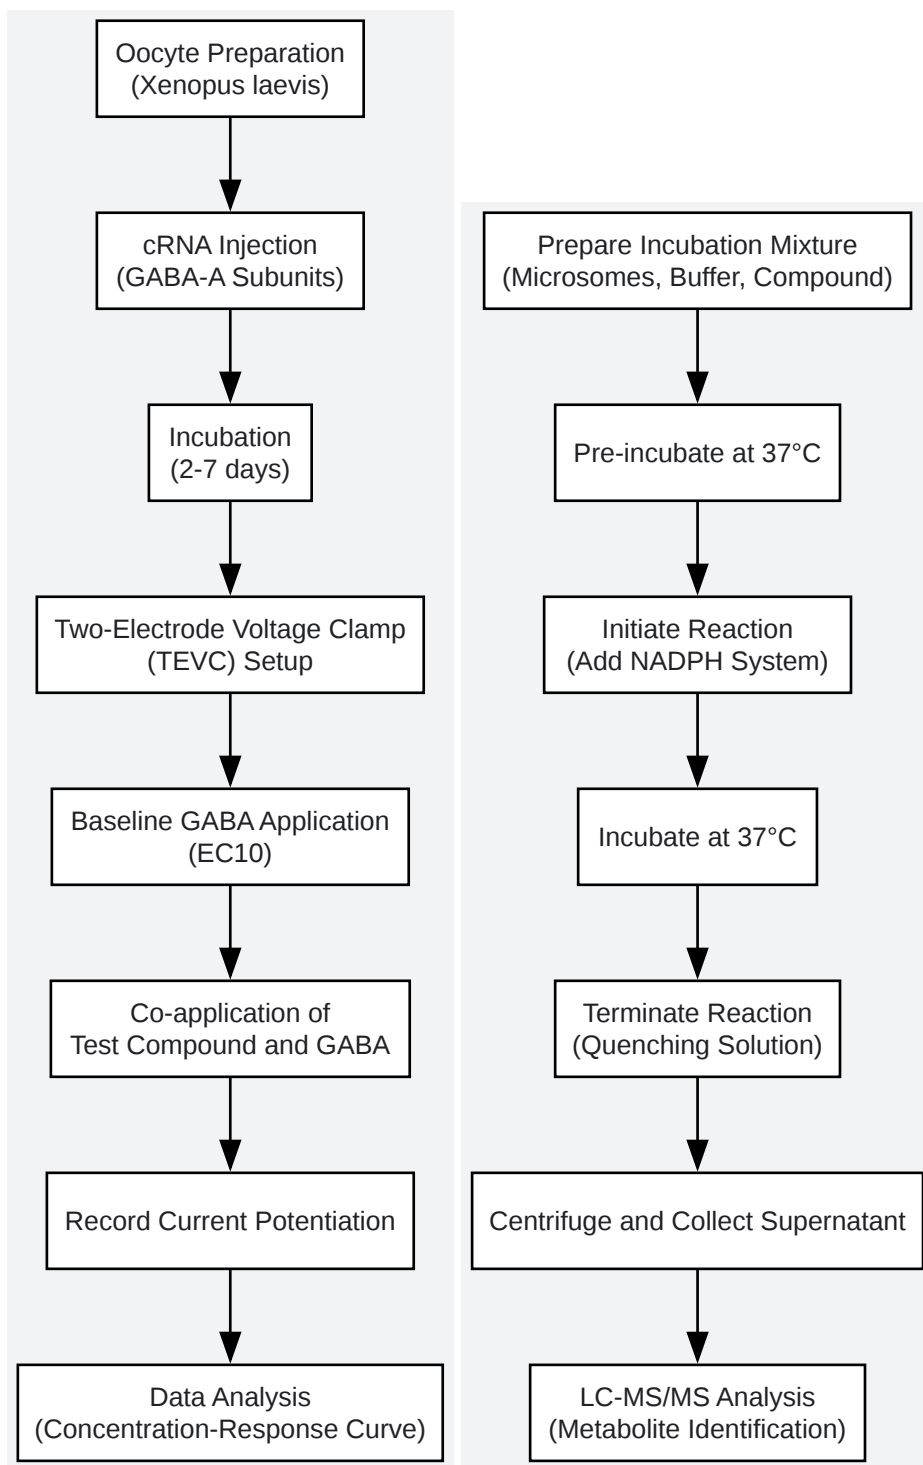 Oocyte Preparation
(Xenopus laevis)
cRNA Injection
(GABA-A Subunits)
Incubation
(2-7 days)
Two-Electrode Voltage Clamp
(TEVC) Setup
Baseline GABA Application
(EC10)
Co-application of
Test Compound and GABA
Record Current Potentiation
Data Analysis
(Concentration-Response Curve)
Prepare Incubation Mixture
(Microsomes, Buffer, Compound)
Pre-incubate at 37°C
Initiate Reaction
(Add NADPH System)
Incubate at 37°C
Terminate Reaction
(Quenching Solution)
Centrifuge and Collect Supernatant
LC-MS/MS Analysis
(Metabolite Identification)